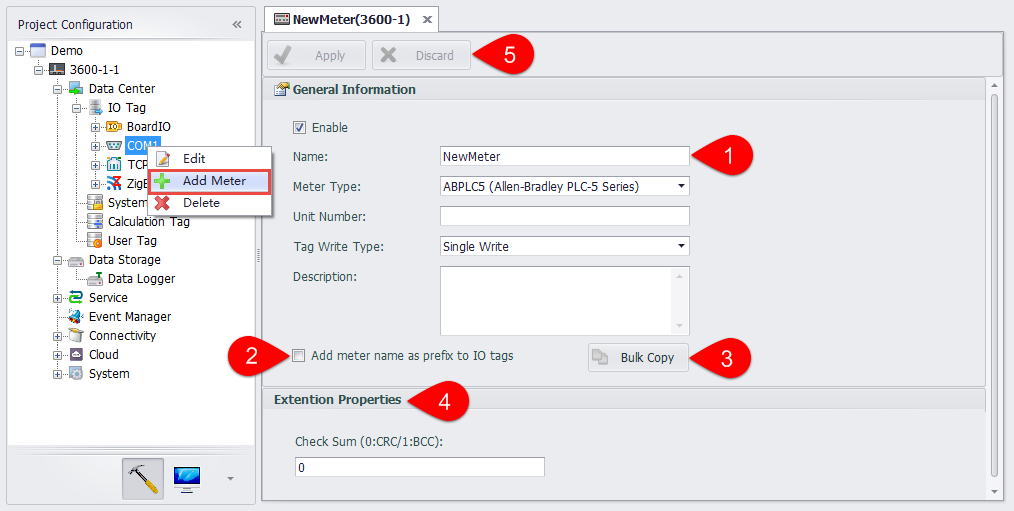 Project Configuration
Demo
3600-1-1
Data Center
IO Tag
BoardIO
COM1
TCP
ZigB
System
Calculation Tag
User Tag
Data Storage
Data Logger
Service
Event Manager
Connectivity
Cloud
System
Edit
Add Meter
Delete
NewMeter(3600-1)
Apply
Discard
5
General Information
Enable
Name:
NewMeter
1
Meter Type:
ABPLC5 (Allen-Bradley PLC-5 Series)
Unit Number:
Tag Write Type:
Single Write
Description:
2
Add meter name as prefix to IO tags
Bulk Copy
3
Extention Properties
4
Check Sum (0:CRC/1:BCC):
0